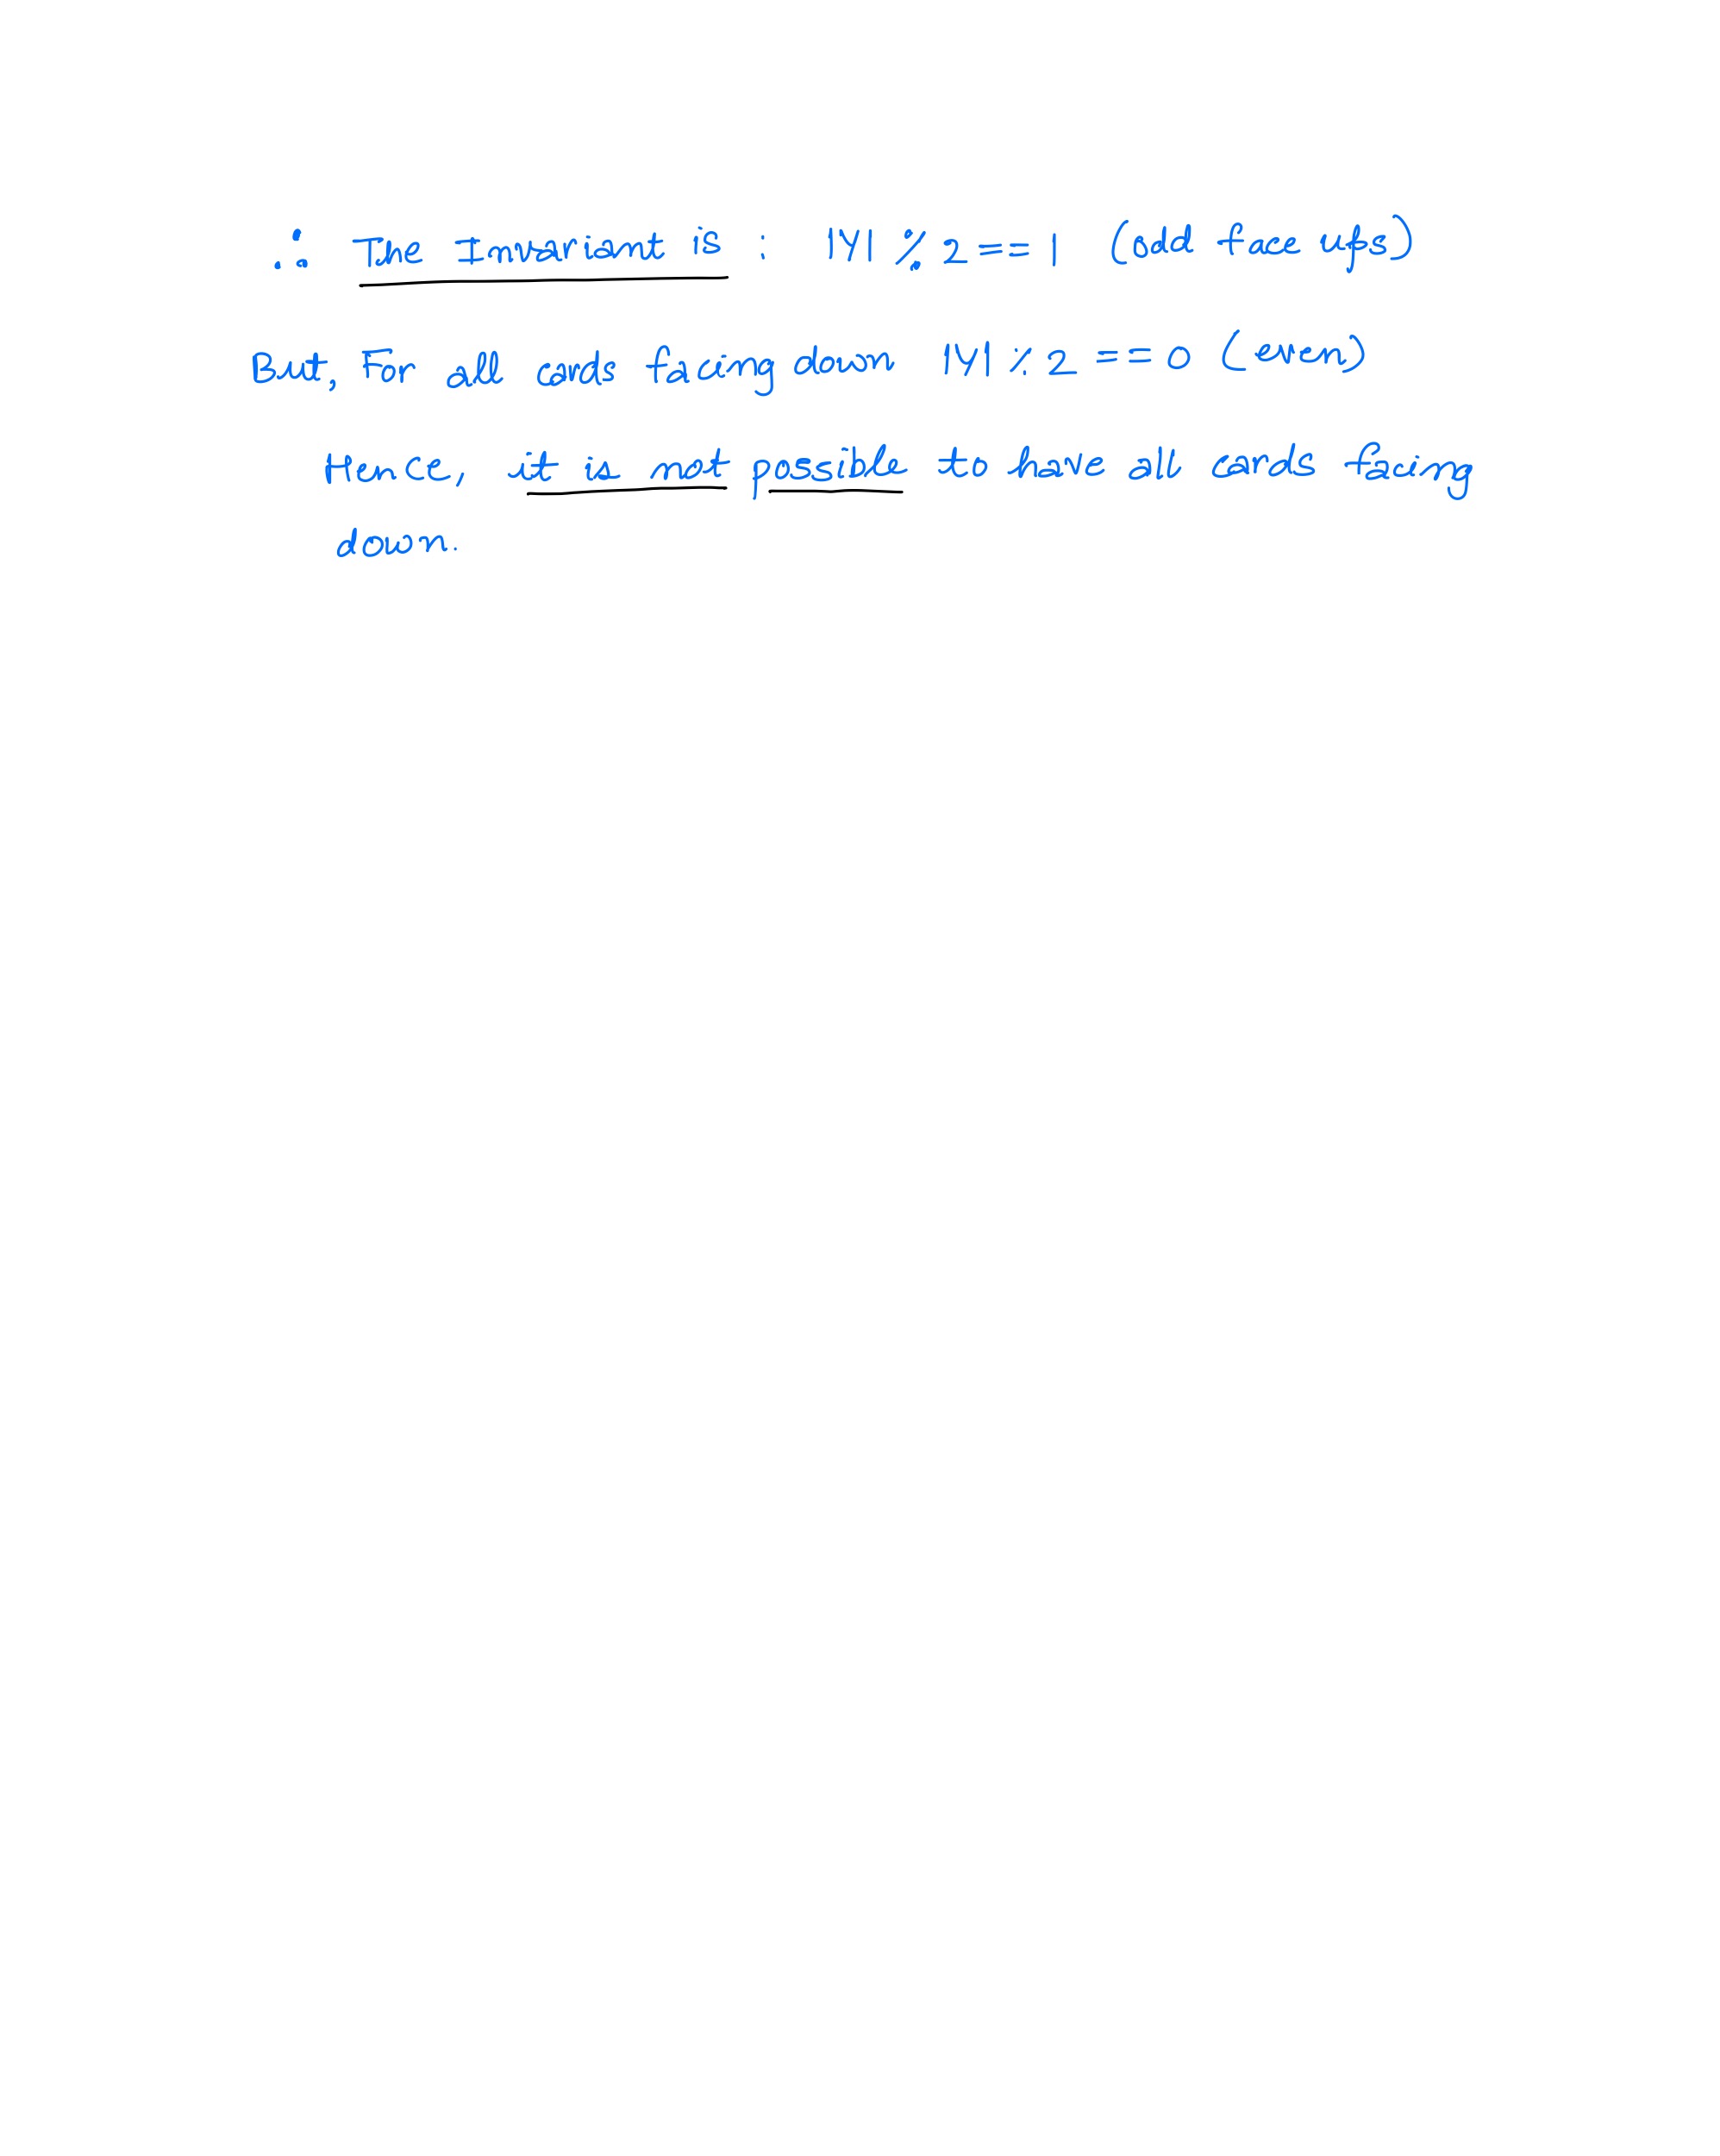 ∴ The Invariant is : |Y| % 2 == 1 (odd face ups)
But, For all cards facing down |Y| % 2 == 0 (even)
Hence, it is not possible to have all cards facing
down.